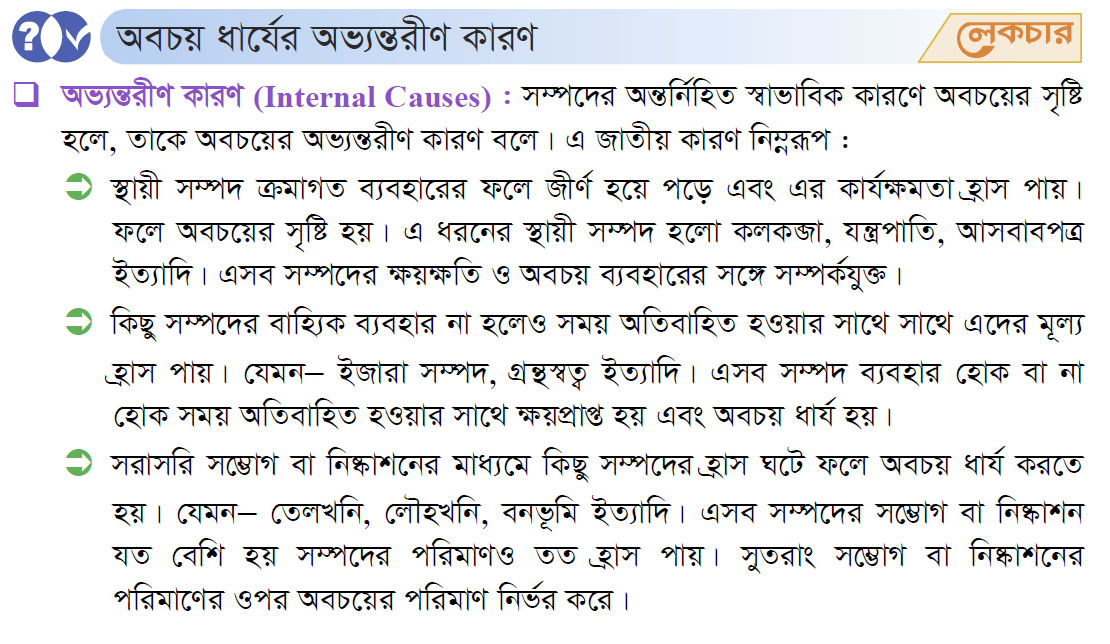 অবচয় ধার্যের অভ্যন্তরীণ কারণ
লেকচার
অভ্যন্তরীণ কারণ (Internal Causes) : সম্পদের অন্তর্নিহিত স্বাভাবিক কারণে অবচয়ের সৃষ্টি
হলে, তাকে অবচয়ের অভ্যন্তরীণ কারণ বলে। এ জাতীয় কারণ নিম্নরূপ :
স্থায়ী সম্পদ ক্রমাগত ব্যবহারের ফলে জীর্ণ হয়ে পড়ে এবং এর কার্যক্ষমতা হ্রাস পায়।
ফলে অবচয়ের সৃষ্টি হয়। এ ধরনের স্থায়ী সম্পদ হলো কলকব্জা, যন্ত্রপাতি, আসবাবপত্র
ইত্যাদি। এসব সম্পদের ক্ষয়ক্ষতি ও অবচয় ব্যবহারের সঙ্গে সম্পর্কযুক্ত।
কিছু সম্পদের বাহ্যিক ব্যবহার না হলেও সময় অতিবাহিত হওয়ার সাথে সাথে এদের মূল্য
হ্রাস পায়। যেমন– ইজারা সম্পদ, গ্রন্থস্বত্ব ইত্যাদি। এসব সম্পদ ব্যবহার হোক বা না
হোক সময় অতিবাহিত হওয়ার সাথে ক্ষয়প্রাপ্ত হয় এবং অবচয় ধার্য হয়।
সরাসরি সম্ভোগ বা নিষ্কাশনের মাধ্যমে কিছু সম্পদের হ্রাস ঘটে ফলে অবচয় ধার্য করতে
হয়। যেমন– তেলখনি, লৌহখনি, বনভূমি ইত্যাদি। এসব সম্পদের সম্ভোগ বা নিষ্কাশন
যত বেশি হয় সম্পদের পরিমাণও তত হ্রাস পায়। সুতরাং সম্ভোগ বা নিষ্কাশনের
পরিমাণের ওপর অবচয়ের পরিমাণ নির্ভর করে।